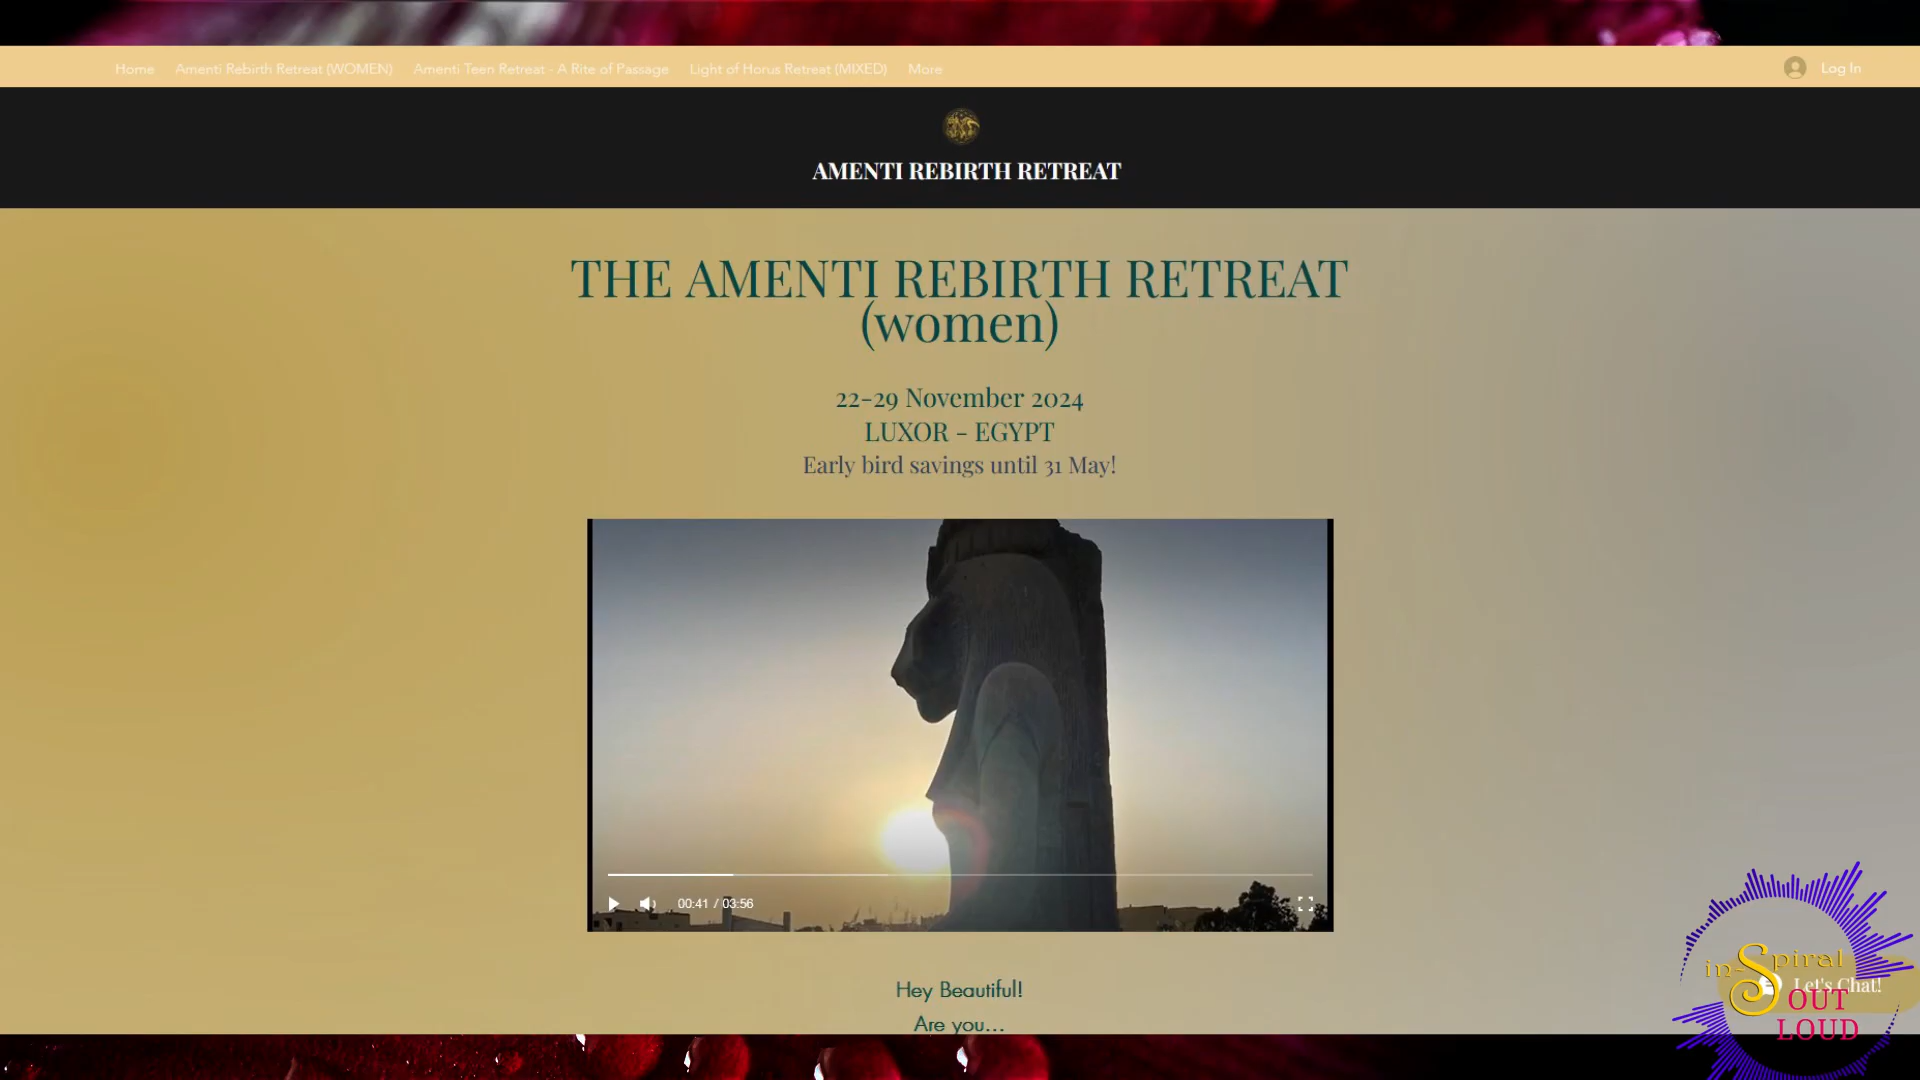 Home Amenti Rebirth Retreat (WOMEN) Amenti Teen Retreat - A Rite of Passage Light of Horus Retreat (MIXED) More Log In
AMENTI REBIRTH RETREAT
THE AMENTI REBIRTH RETREAT
(women)
22-29 November 2024
LUXOR - EGYPT
Early bird savings until 31 May!
00:41 / 03:56
Hey Beautiful!
Are you...
in-Spiral
Let's Chat!
OUT
LOUD